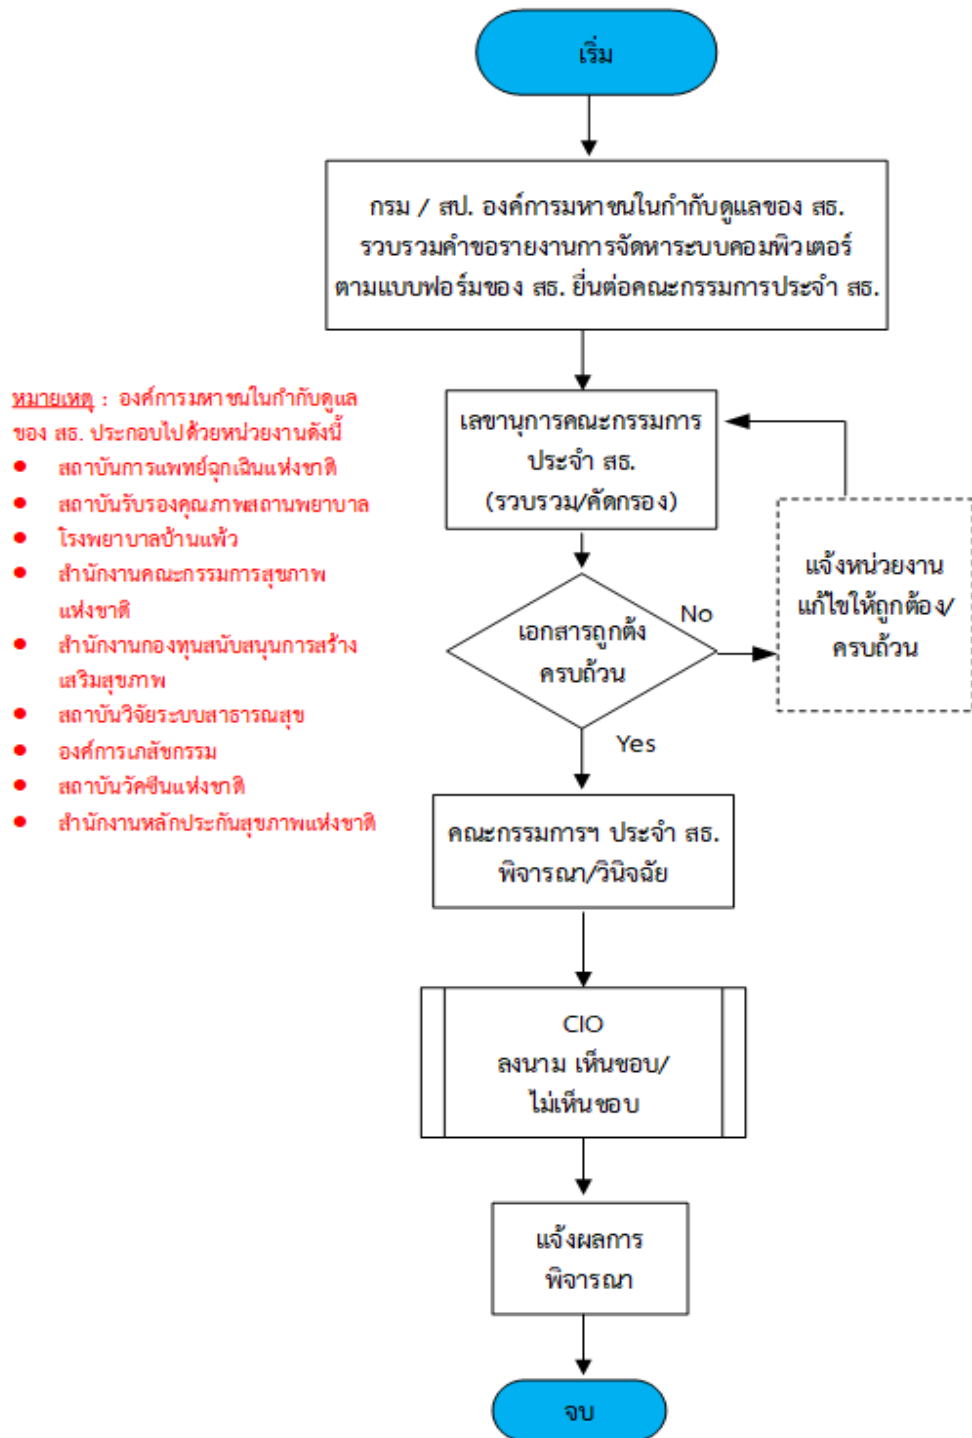 เริ่ม
กรม / สป. องค์การมหาชนในกำกับดูแลของ สธ.
รวบรวมคำขอรายงานการจัดหาระบบคอมพิวเตอร์
ตามแบบฟอร์มของ สธ. ยื่นต่อคณะกรรมการประจำ สธ.
หมายเหตุ : องค์การมหาชนในกำกับดูแล
ของ สธ. ประกอบไปด้วยหน่วยงานดังนี้
● สถาบันการแพทย์ฉุกเฉินแห่งชาติ
● สถาบันรับรองคุณภาพสถานพยาบาล
● โรงพยาบาลบ้านแพ้ว
● สำนักงานคณะกรรมการสุขภาพ
แห่งชาติ
● สำนักงานกองทุนสนับสนุนการสร้าง
เสริมสุขภาพ
● สถาบันวิจัยระบบสาธารณสุข
● องค์การเภสัชกรรม
● สถาบันวัคซีนแห่งชาติ
● สำนักงานหลักประกันสุขภาพแห่งชาติ
เลขานุการคณะกรรมการ
ประจำ สธ.
(รวบรวม/คัดกรอง)
เอกสารถูกต้ง
ครบถ้วน
No
แจ้งหน่วยงาน
แก้ไขให้ถูกต้อง/
ครบถ้วน
Yes
คณะกรรมการฯ ประจำ สธ.
พิจารณา/วินิจฉัย
CIO
ลงนาม เห็นชอบ/
ไม่เห็นชอบ
แจ้งผลการ
พิจารณา
จบ